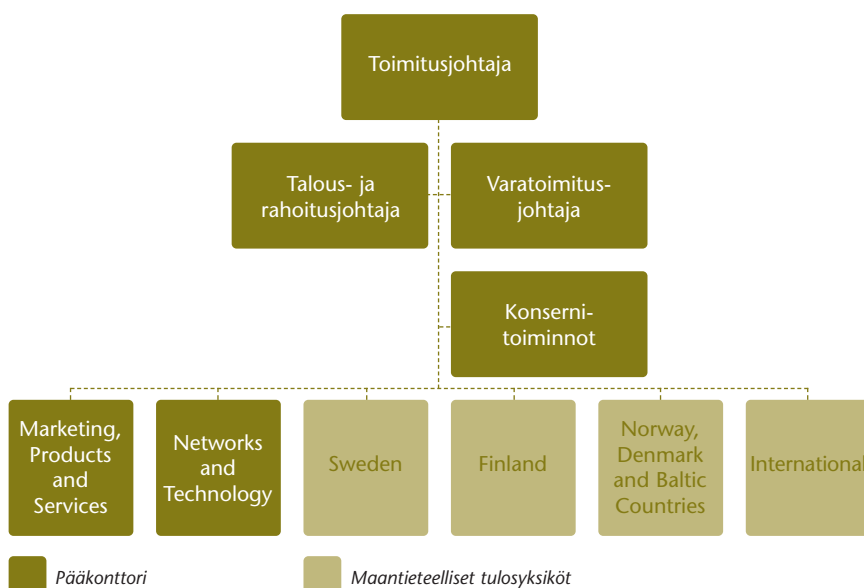 Toimitusjohtaja
Talous- ja
rahoitusjohtaja
Varatoimitus-
johtaja
Konserni-
toiminnot
Marketing,
Products
and
Services
Networks
and
Technology
Sweden
Finland
Norway,
Denmark
and Baltic
Countries
International
Pääkonttori
Maantieteelliset tulosyksiköt